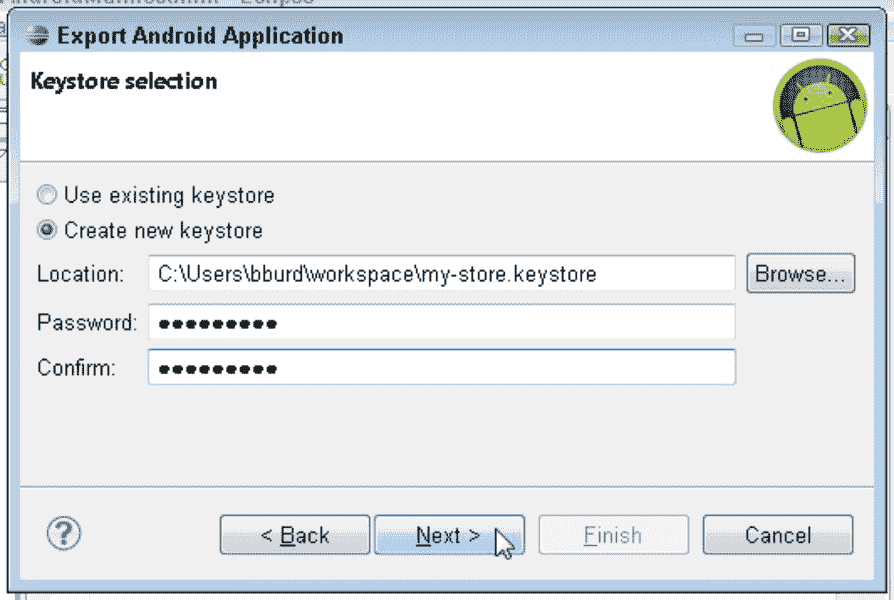 Export Android Application
Keystore selection
Use existing keystore
Create new keystore
Location: C:\Users\bburd\workspace\my-store.keystore Browse...
Password: ●●●●●●●●●
Confirm: ●●●●●●●●●
? < Back Next > Finish Cancel